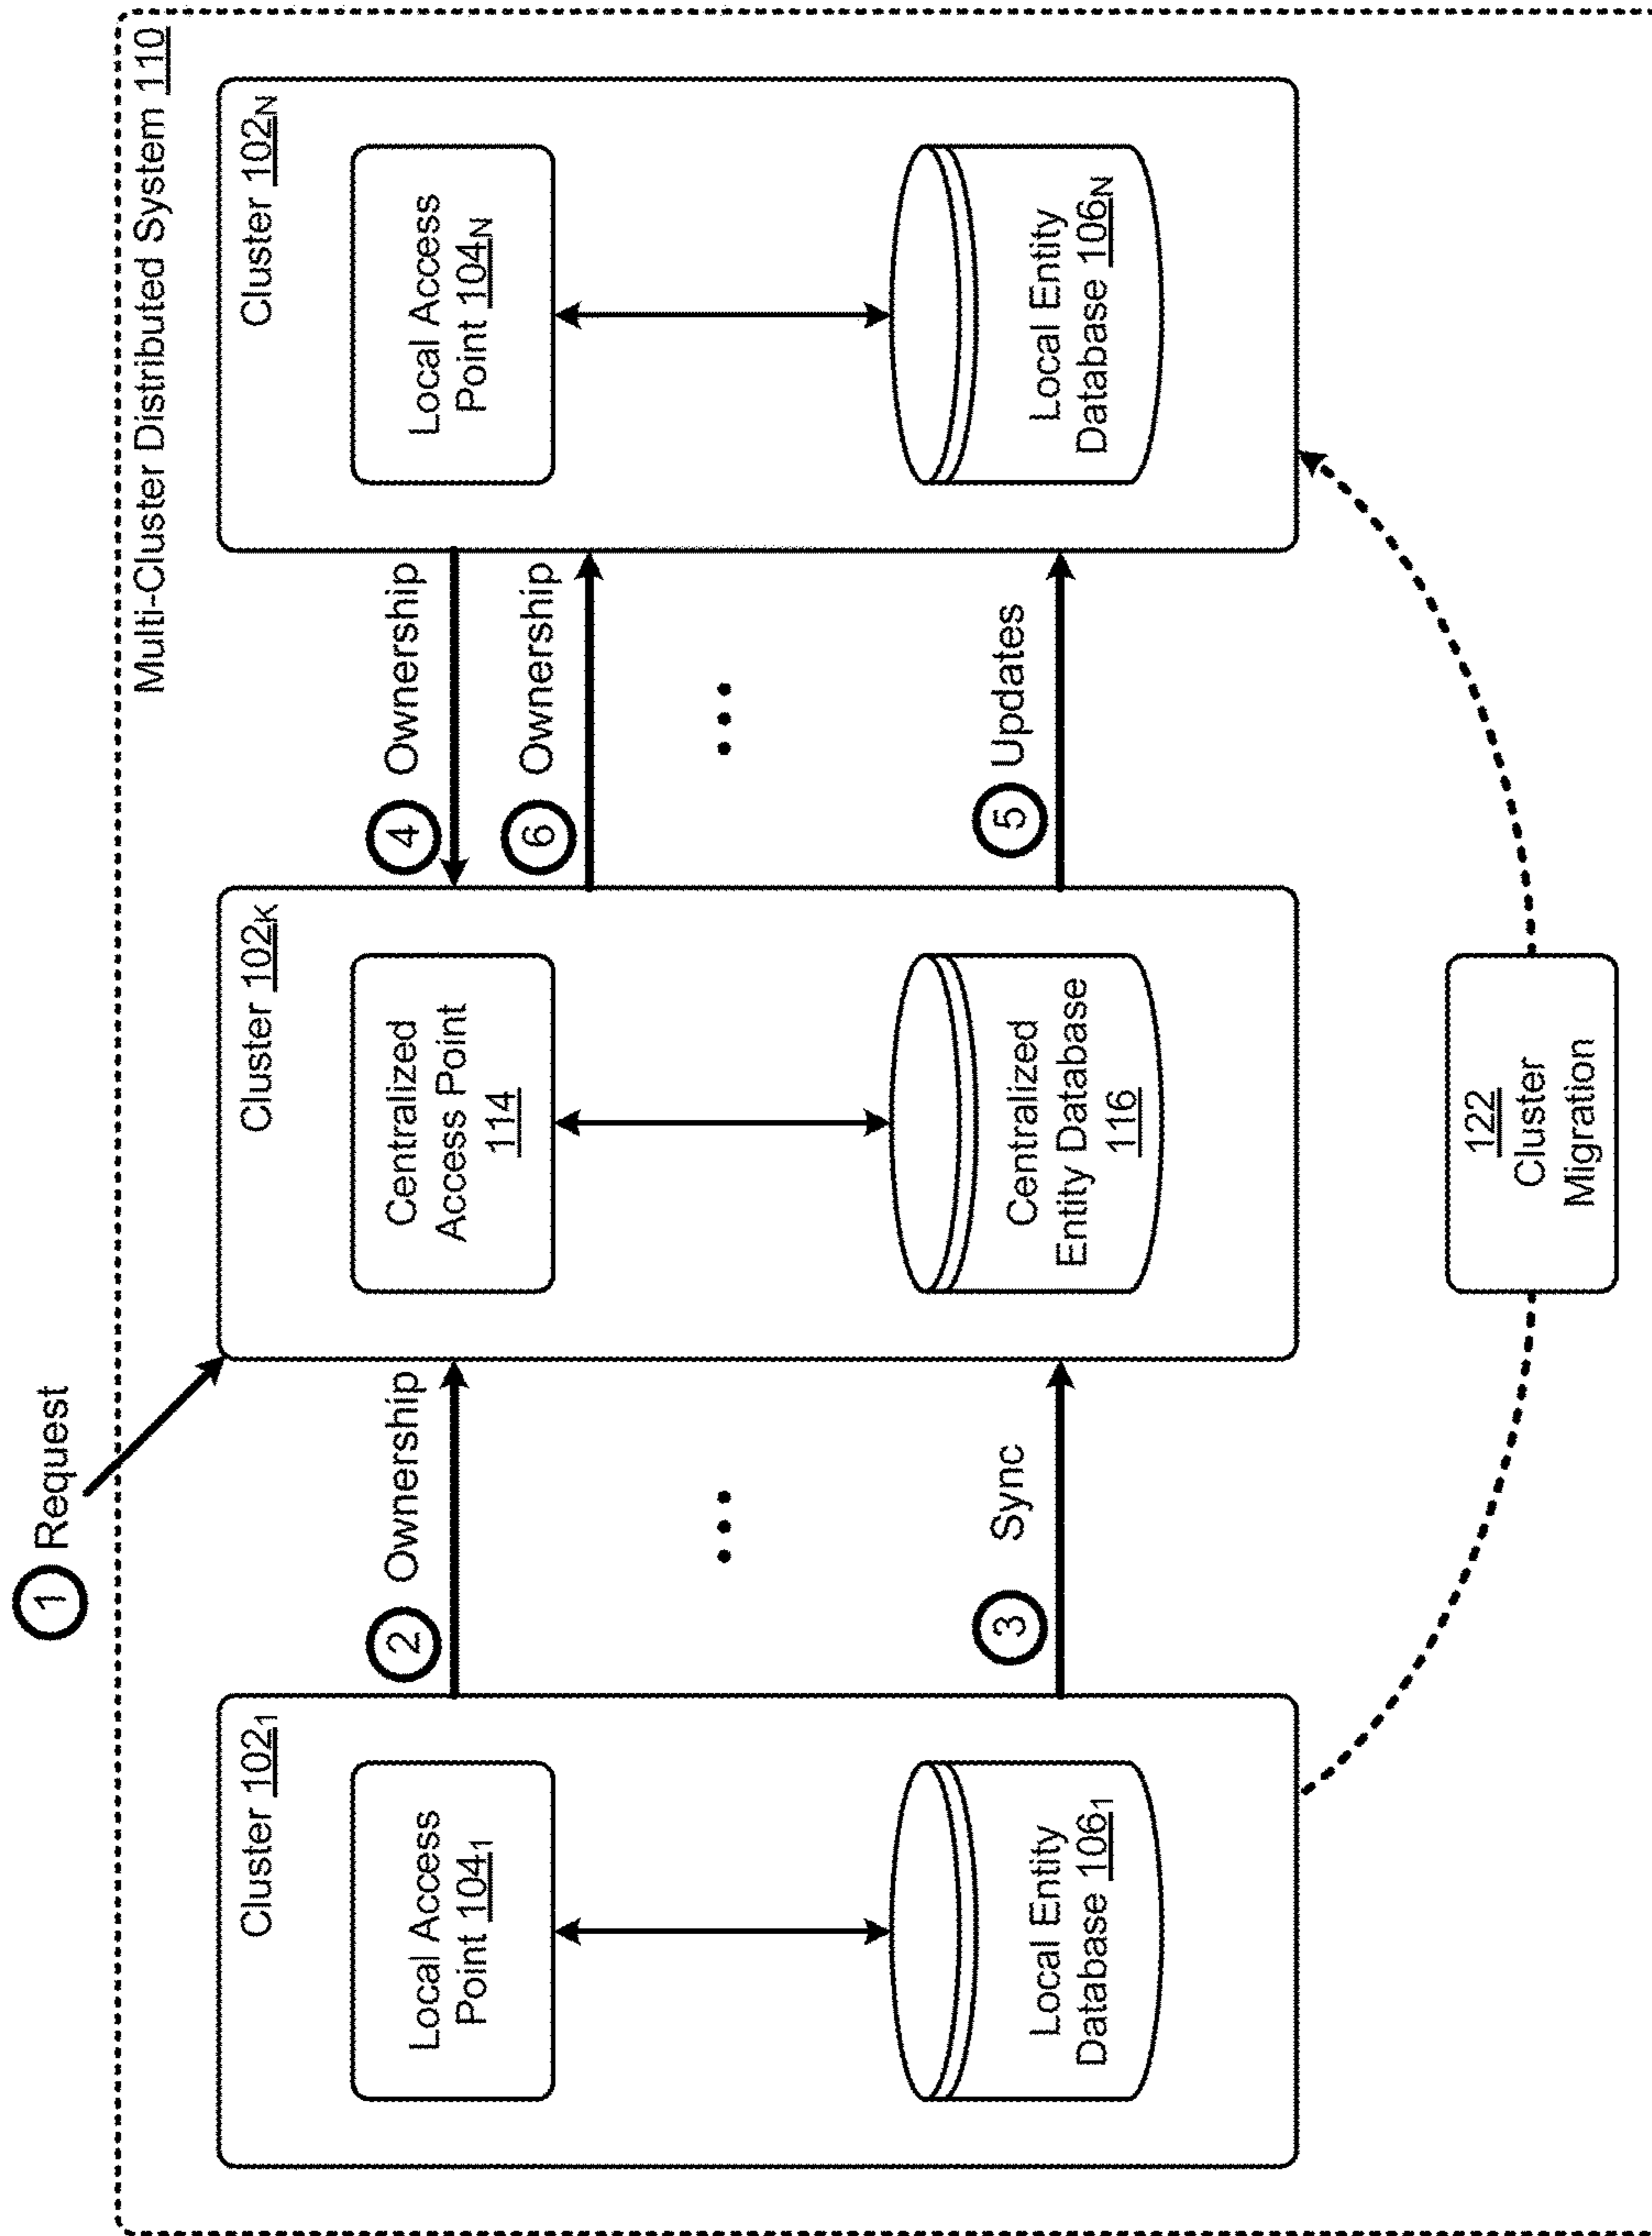 1 Request
Multi-Cluster Distributed System 110
Cluster 102₁
Local Access
Point 104₁
Local Entity
Database 106₁
2 Ownership
3 Sync
...
Cluster 102K
Centralized
Access Point
114
Centralized
Entity Database
116
4 Ownership
6 Ownership
...
5 Updates
Cluster 102N
Local Access
Point 104N
Local Entity
Database 106N
122
Cluster
Migration